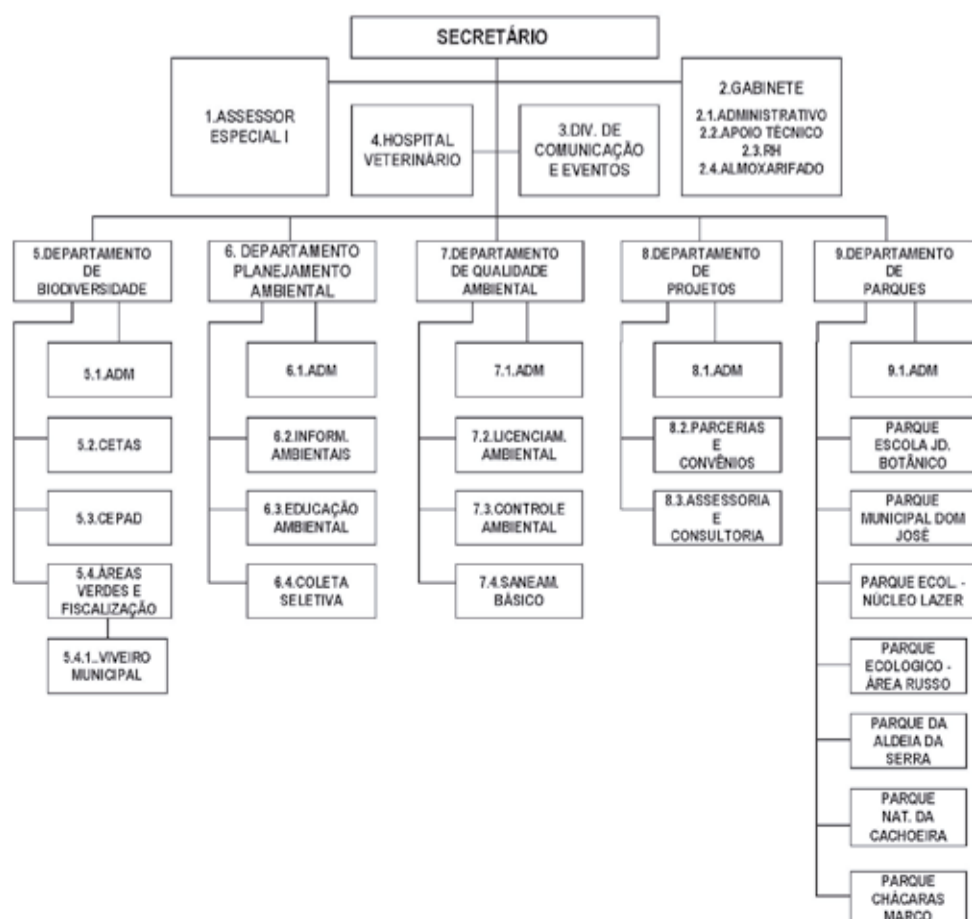 SECRETÁRIO
1.ASSESSOR
ESPECIAL I
4.HOSPITAL
VETERINÁRIO
3.DIV. DE
COMUNICAÇÃO
E EVENTOS
2.GABINETE
2.1.ADMINISTRATIVO
2.2.APOIO TÉCNICO
2.3.RH
2.4.ALMOXARIFADO
5.DEPARTAMENTO
DE
BIODIVERSIDADE
5.1.ADM
5.2.CETAS
5.3.CEPAD
5.4.ÁREAS
VERDES E
FISCALIZAÇÃO
5.4.1..VIVEIRO
MUNICIPAL
6. DEPARTAMENTO
PLANEJAMENTO
AMBIENTAL
6.1.ADM
6.2.INFORM.
AMBIENTAIS
6.3.EDUCAÇÃO
AMBIENTAL
6.4.COLETA
SELETIVA
7.DEPARTAMENTO
DE QUALIDADE
AMBIENTAL
7.1.ADM
7.2.LICENCIAM.
AMBIENTAL
7.3.CONTROLE
AMBIENTAL
7.4.SANEAM.
BÁSICO
8.DEPARTAMENTO
DE
PROJETOS
8.1.ADM
8.2.PARCERIAS
E
CONVÊNIOS
8.3.ASSESSORIA
E
CONSULTORIA
9.DEPARTAMENTO
DE
PARQUES
9.1.ADM
PARQUE
ESCOLA JD.
BOTÂNICO
PARQUE
MUNICIPAL DOM
JOSÉ
PARQUE ECOL. -
NÚCLEO LAZER
PARQUE
ECOLOGICO -
ÁREA RUSSO
PARQUE DA
ALDEIA DA
SERRA
PARQUE
NAT. DA
CACHOEIRA
PARQUE
CHÁCARAS
MARCO